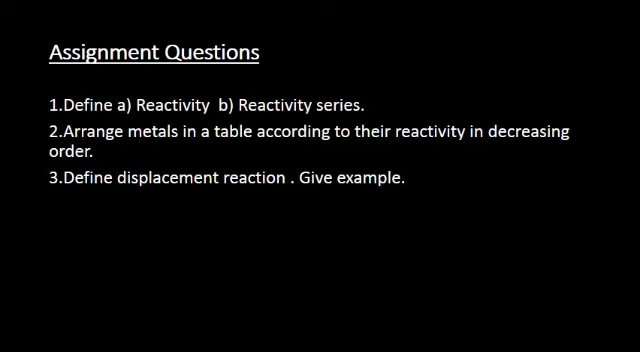 Assignment Questions
1.Define a) Reactivity  b) Reactivity series.
2.Arrange metals in a table according to their reactivity in decreasing
order.
3.Define displacement reaction . Give example.